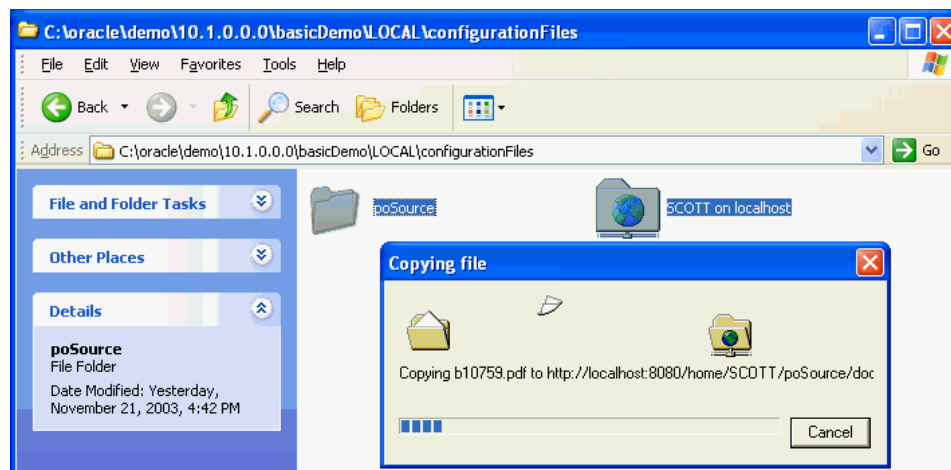 C:\oracle\demo\10.1.0.0.0\basicDemo\LOCAL\configurationFiles
File Edit View Favorites Tools Help
Back Search Folders
Address C:\oracle\demo\10.1.0.0.0\basicDemo\LOCAL\configurationFiles Go
File and Folder Tasks
poSource SCOTT on localhost
Other Places
Copying file
Details
poSource
File Folder
Date Modified: Yesterday,
November 21, 2003, 4:42 PM
Copying b10759.pdf to http://localhost:8080/home/SCOTT/poSource/doc
Cancel